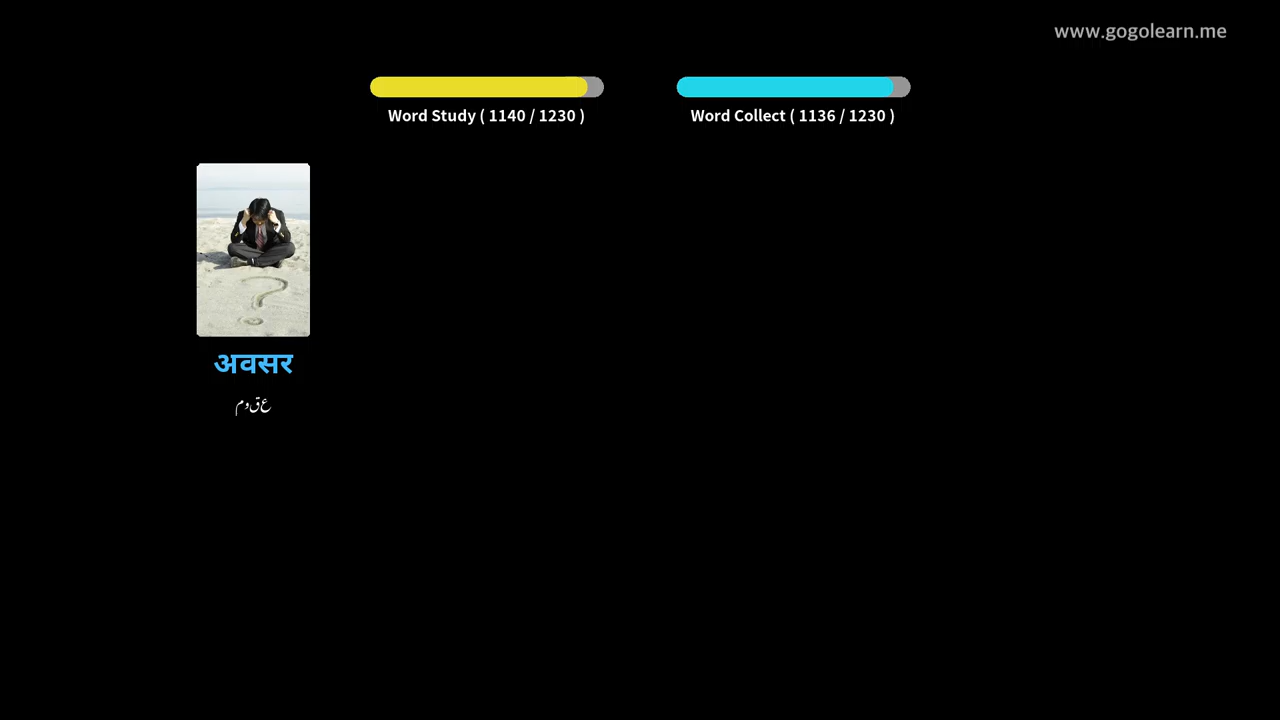 www.gogolearn.me
Word Study ( 1140 / 1230 )
Word Collect ( 1136 / 1230 )
अवसर
عقوم